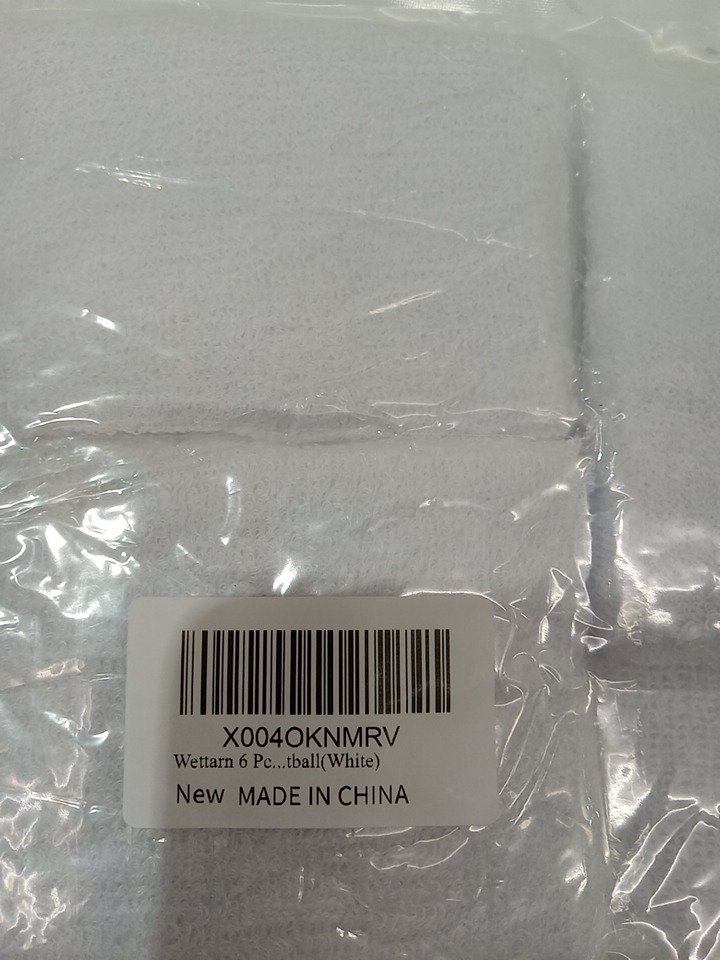 X004OKNMRV
Wettarn 6 Pc...tball(White)
New MADE IN CHINA